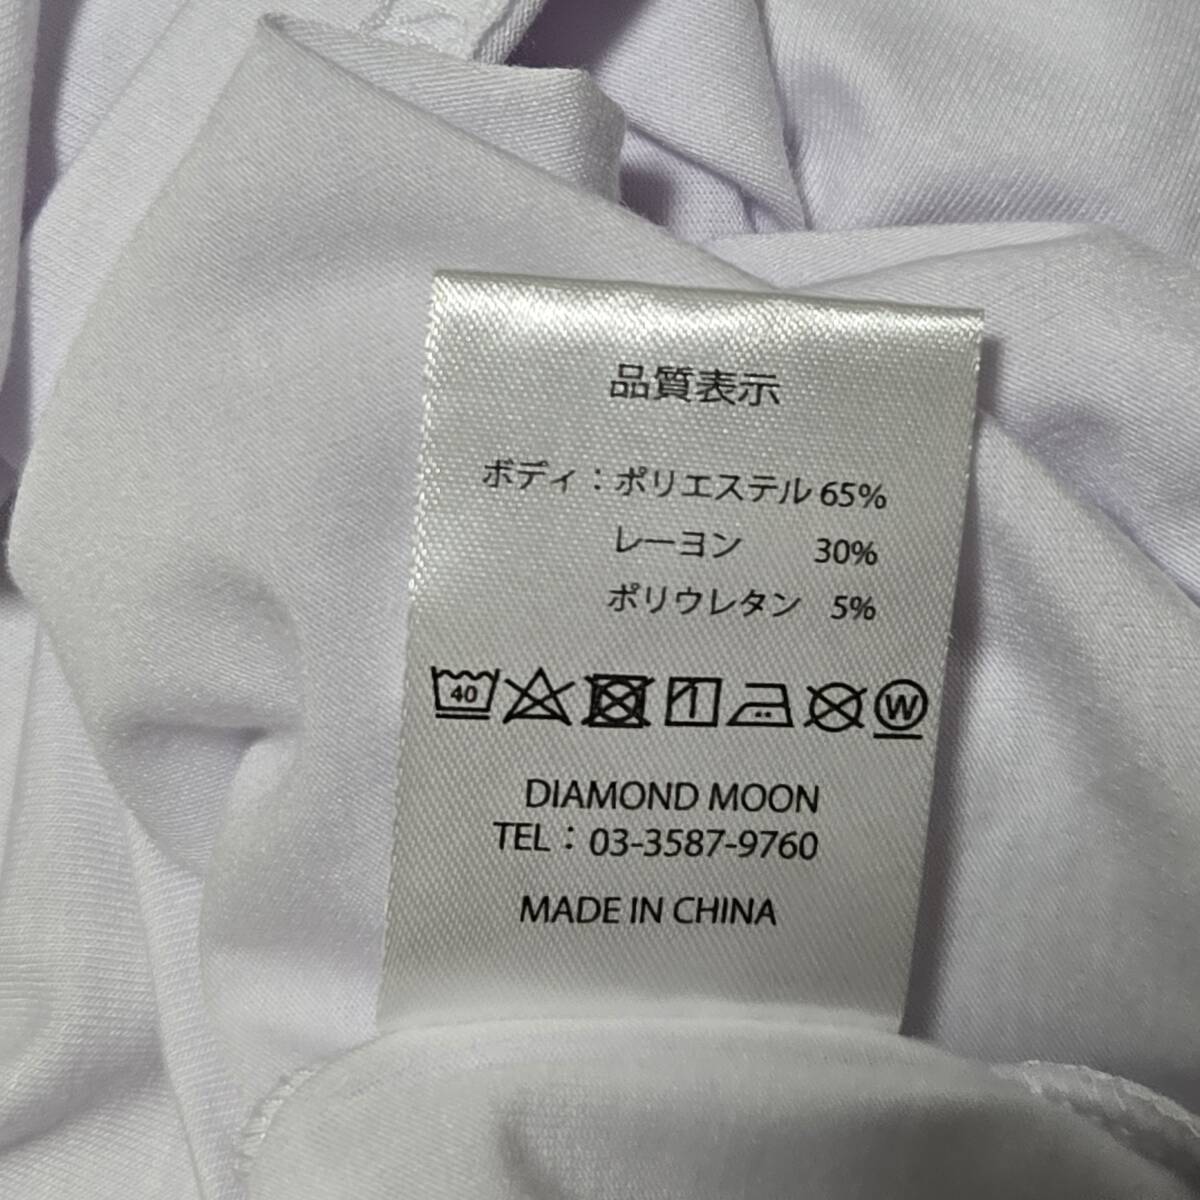 品質表示
ボディ：ポリエステル 65%
レーヨン 30%
ポリウレタン 5%
40 W
DIAMOND MOON
TEL：03-3587-9760
MADE IN CHINA